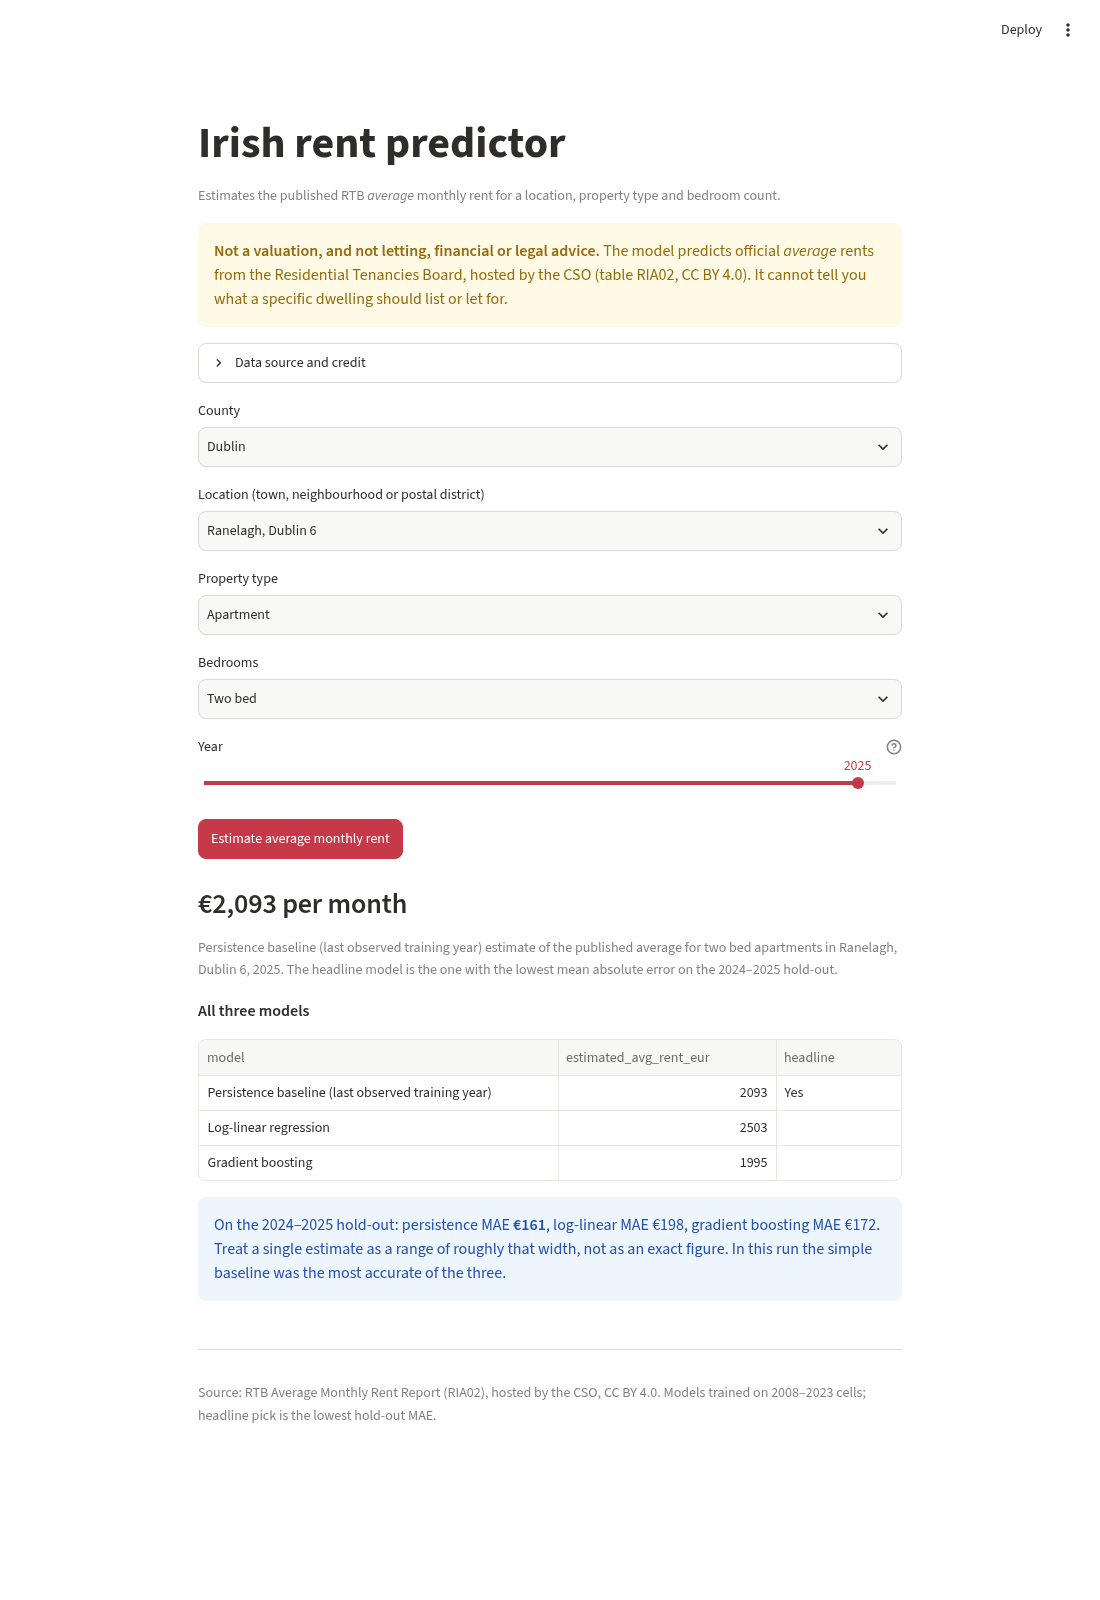 Deploy
Irish rent predictor
Estimates the published RTB average monthly rent for a location, property type and bedroom count.
Not a valuation, and not letting, financial or legal advice. The model predicts official average rents
from the Residential Tenancies Board, hosted by the CSO (table RIA02, CC BY 4.0). It cannot tell you
what a specific dwelling should list or let for.
Data source and credit
County
Dublin
Location (town, neighbourhood or postal district)
Ranelagh, Dublin 6
Property type
Apartment
Bedrooms
Two bed
Year
2025
Estimate average monthly rent
€2,093 per month
Persistence baseline (last observed training year) estimate of the published average for two bed apartments in Ranelagh,
Dublin 6, 2025. The headline model is the one with the lowest mean absolute error on the 2024–2025 hold-out.
All three models
model estimated_avg_rent_eur headline
Persistence baseline (last observed training year) 2093 Yes
Log-linear regression 2503
Gradient boosting 1995
On the 2024–2025 hold-out: persistence MAE €161, log-linear MAE €198, gradient boosting MAE €172.
Treat a single estimate as a range of roughly that width, not as an exact figure. In this run the simple
baseline was the most accurate of the three.
Source: RTB Average Monthly Rent Report (RIA02), hosted by the CSO, CC BY 4.0. Models trained on 2008–2023 cells;
headline pick is the lowest hold-out MAE.